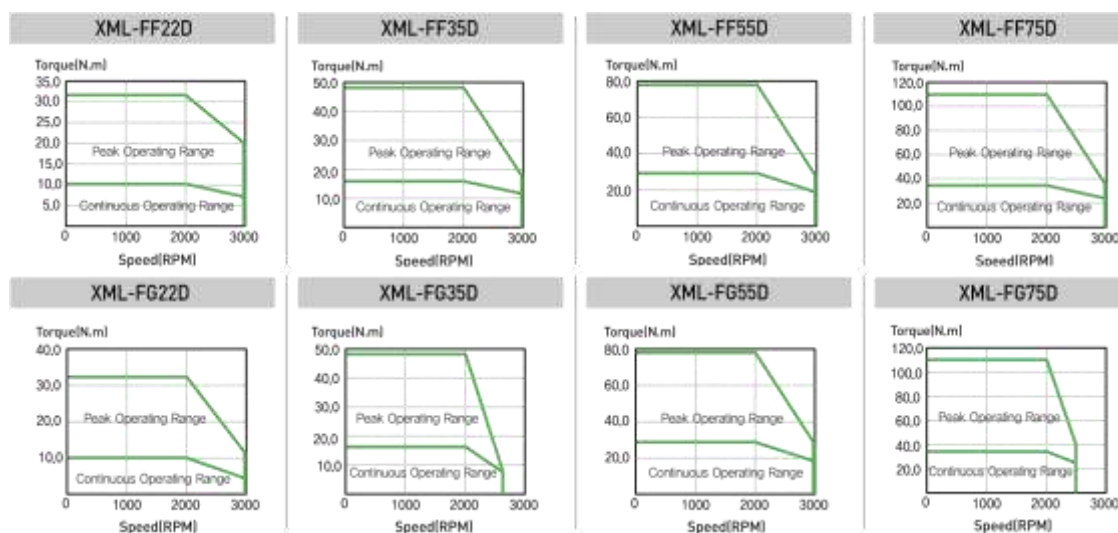 XML-FF22D
Torque(N.m)
35,0
30,0
20,0
15,0
10,0
5,0
Peak Operating Range
Continuous Operating Range
0 1000 2000 3000
Speed(RPM)
XML-FF35D
Torque(N.m)
50,0
40,0
30,0
20,0
10,0
Peak Operating Range
Continuous Operating Range
0 1000 2000 3000
Speed(RPM)
XML-FF55D
Torque(N.m)
80,0
60,0
40,0
20,0
Peak Operating Range
Continuous Operating Range
0 1000 2000 3000
Speed(RPM)
XML-FF75D
Torque(N.m)
120,0
100,0
80,0
60,0
40,0
20,0
Peak Operating Range
Continuous Operating Range
0 1000 2000 3000
Speed(RPM)
XML-FG22D
Torque(N.m)
40,0
30,0
20,0
10,0
Peak Operating Range
Continuous Operating Range
0 1000 2000 3000
Speed(RPM)
XML-FG35D
Torque(N.m)
50,0
40,0
30,0
20,0
10,0
Peak Operating Range
Continuous Operating Range
0 1000 2000 3000
Speed(RPM)
XML-FG55D
Torque(N.m)
80,0
60,0
40,0
20,0
Peak Operating Range
Continuous Operating Range
0 1000 2000 3000
Speed(RPM)
XML-FG75D
Torque(N.m)
120,0
100,0
80,0
60,0
40,0
20,0
Peak Operating Range
Continuous Operating Range
0 1000 2000 3000
Speed(RPM)